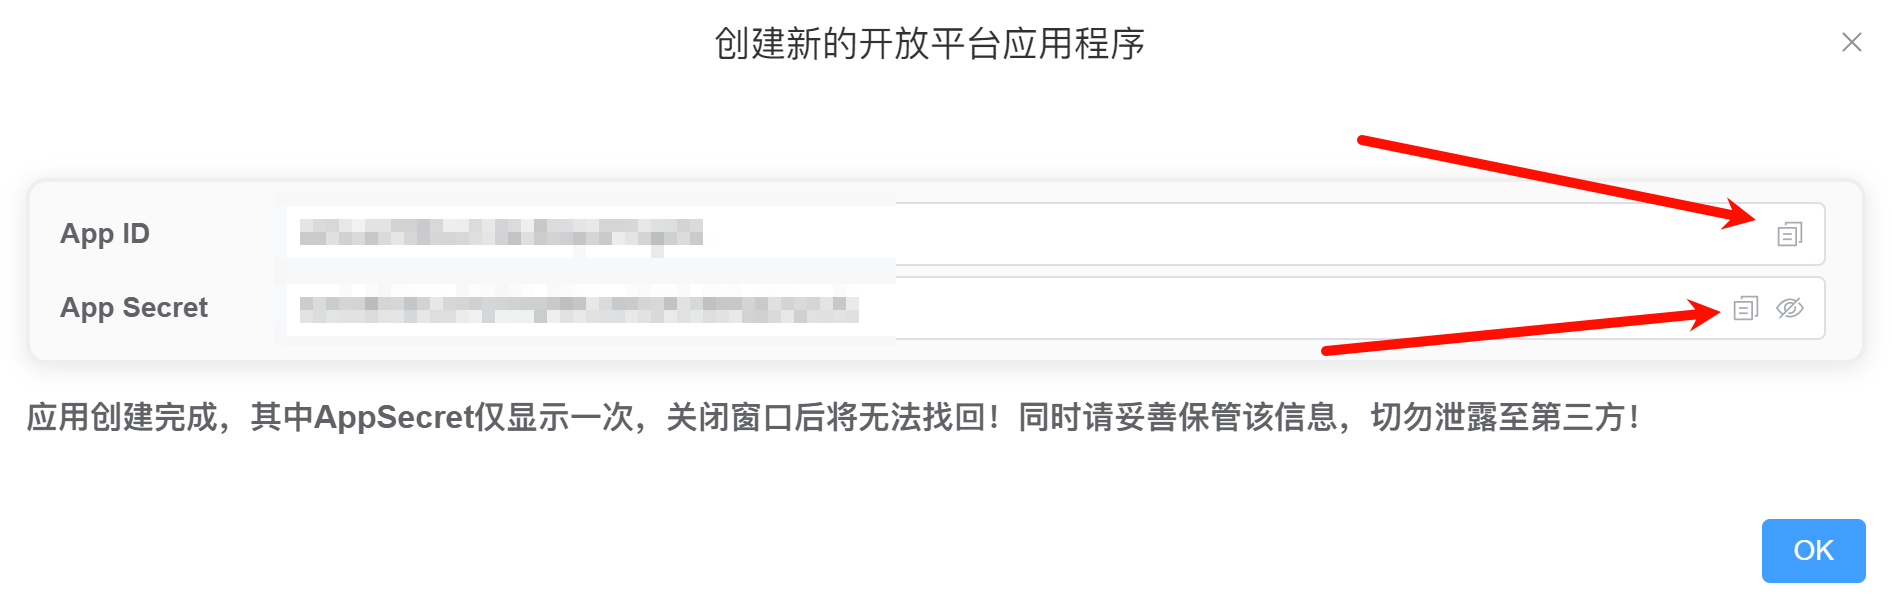 创建新的开放平台应用程序
App ID
App Secret
应用创建完成，其中AppSecret仅显示一次，关闭窗口后将无法找回！同时请妥善保管该信息，切勿泄露至第三方！
OK